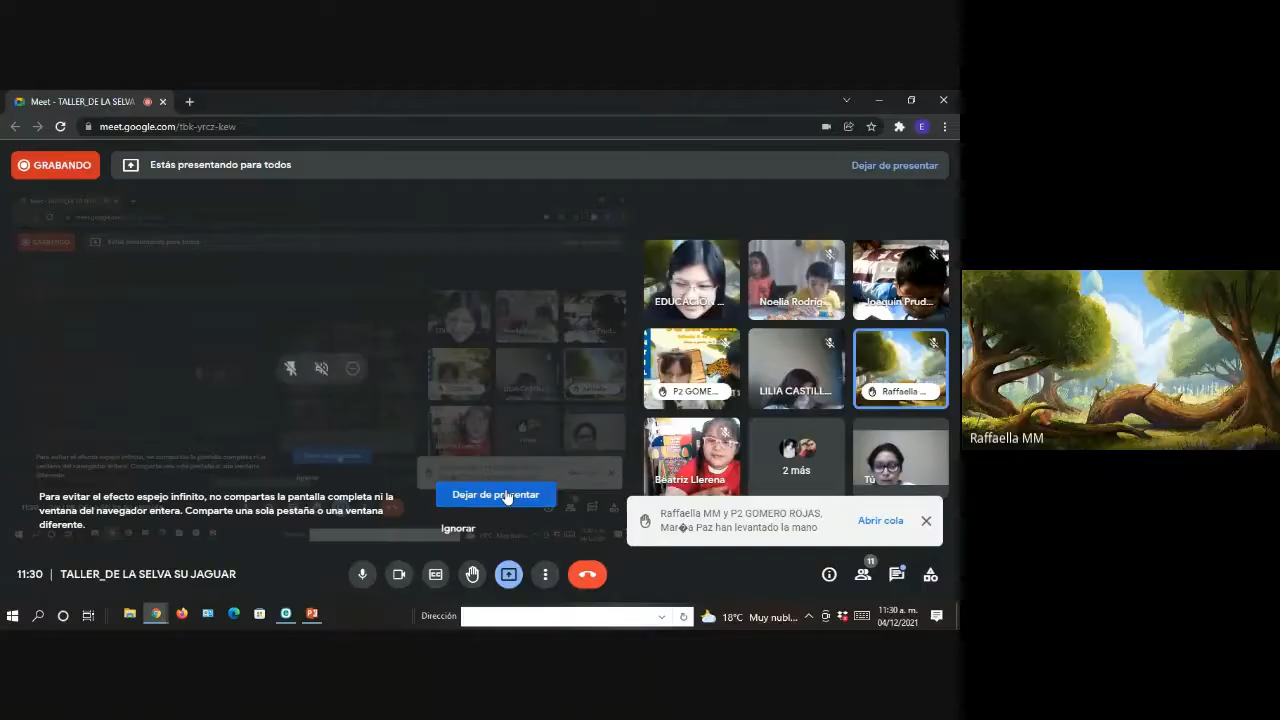 Meet - TALLER_DE LA SELVA
meet.google.com/tbk-yrcz-kew
E
GRABANDO
Estás presentando para todos
Dejar de presentar
EDUCACIÓN ...
Noelia Rodríg...
Joaquin Prud...
P2 GOME...
LILIA CASTILL...
Raffaella ...
Beatriz Llerena
2 más
Tú
Raffaella MM
Para evitar el efecto espejo infinito, no compartas la pantalla completa ni la
ventana del navegador entera. Comparte una sola pestaña o una ventana
diferente.
Dejar de presentar
Ignorar
Raffaella MM y P2 GOMERO ROJAS,
Mar�a Paz han levantado la mano
Abrir cola
11:30 | TALLER_DE LA SELVA SU JAGUAR
11
Dirección
18°C Muy nubl...
11:30 a. m.
04/12/2021